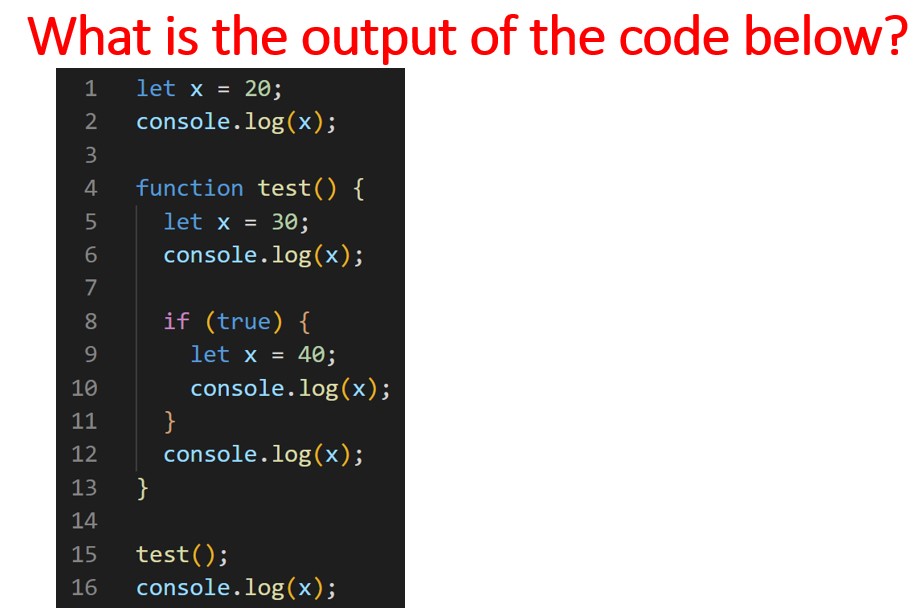 What is the output of the code below?
1 let x = 20;
2 console.log(x);
3
4 function test() {
5 let x = 30;
6 console.log(x);
7
8 if (true) {
9 let x = 40;
10 console.log(x);
11 }
12 console.log(x);
13 }
14
15 test();
16 console.log(x);